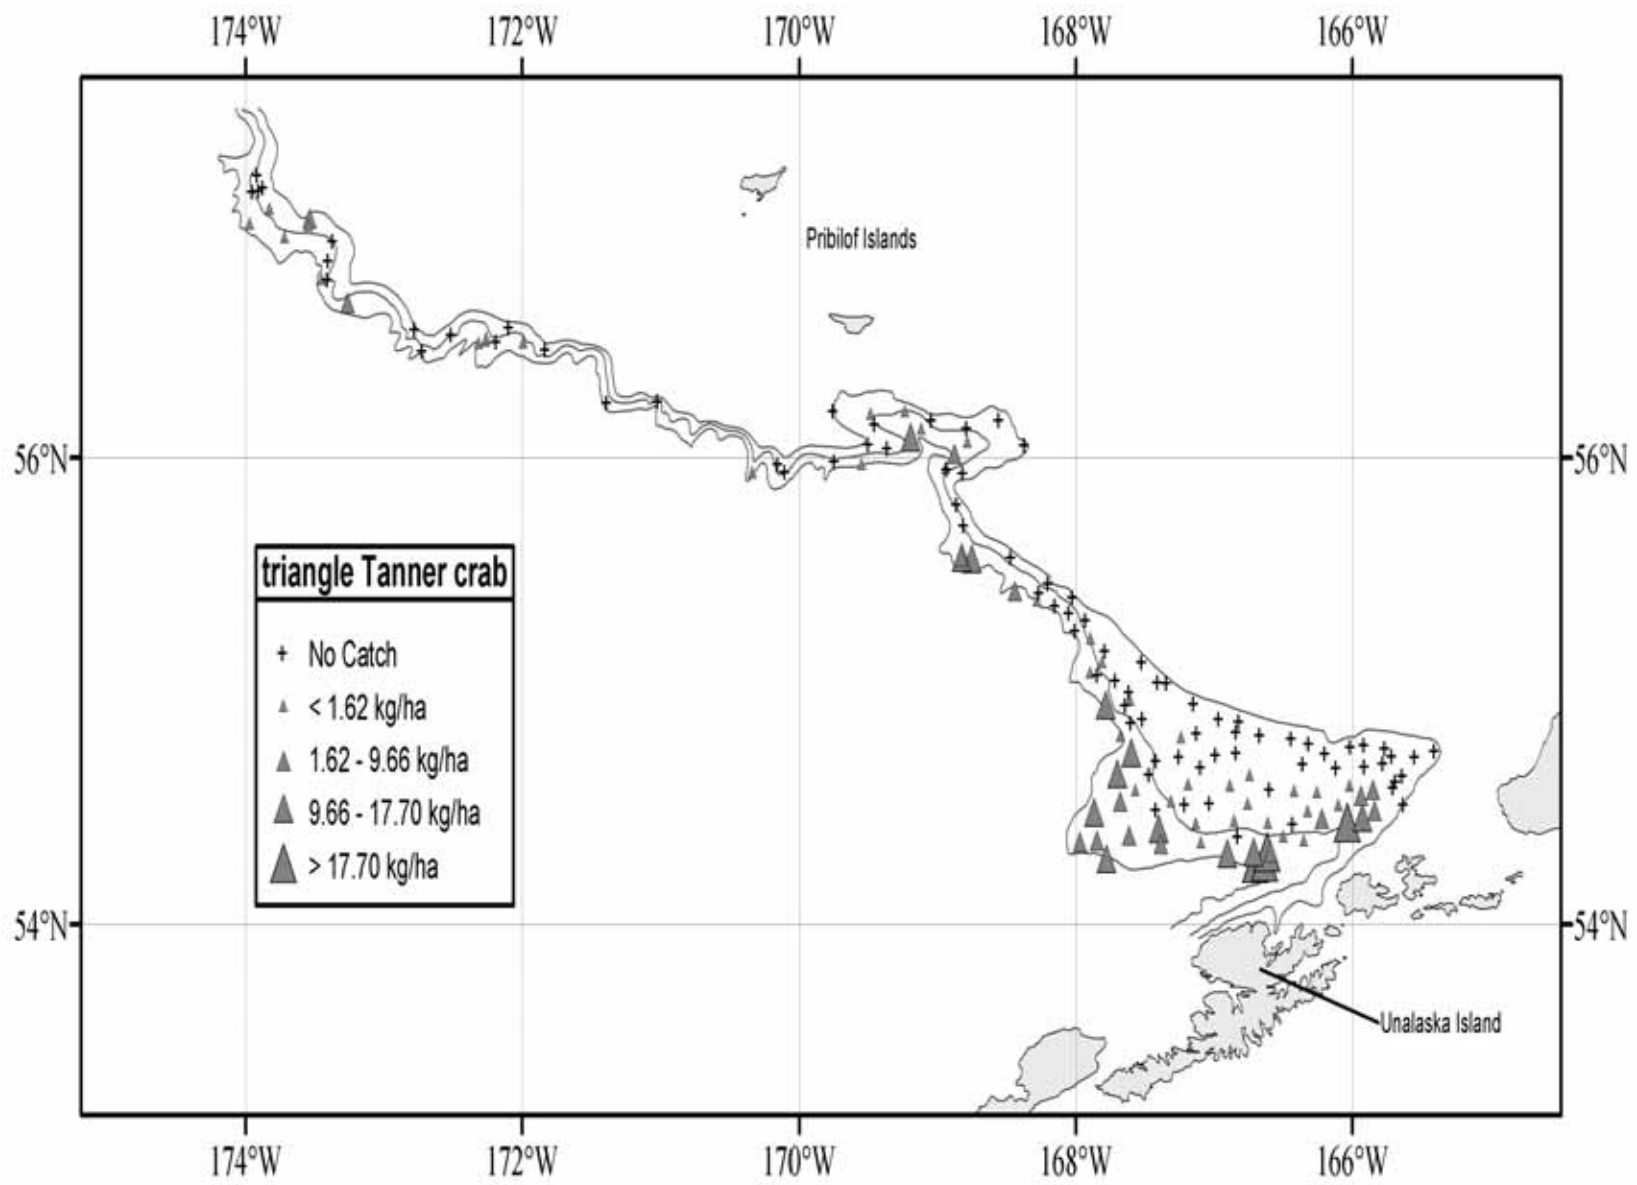 174°W 172°W 170°W 168°W 166°W
Pribilof Islands
56°N 56°N
triangle Tanner crab
No Catch
< 1.62 kg/ha
1.62 - 9.66 kg/ha
9.66 - 17.70 kg/ha
> 17.70 kg/ha
54°N 54°N
Unalaska Island
174°W 172°W 170°W 168°W 166°W